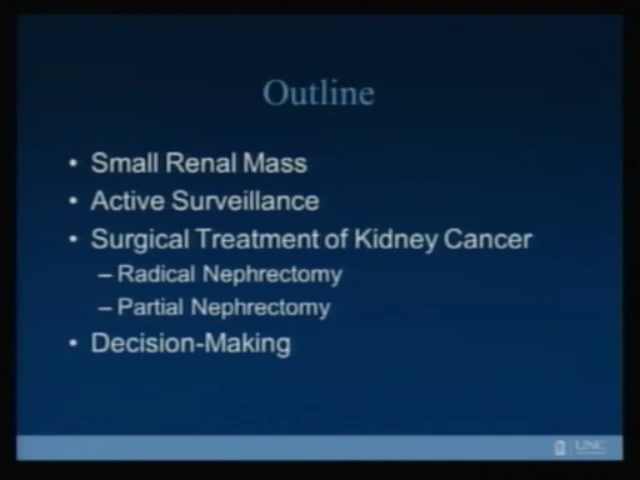 Outline
• Small Renal Mass
• Active Surveillance
• Surgical Treatment of Kidney Cancer
– Radical Nephrectomy
– Partial Nephrectomy
• Decision-Making
UNC